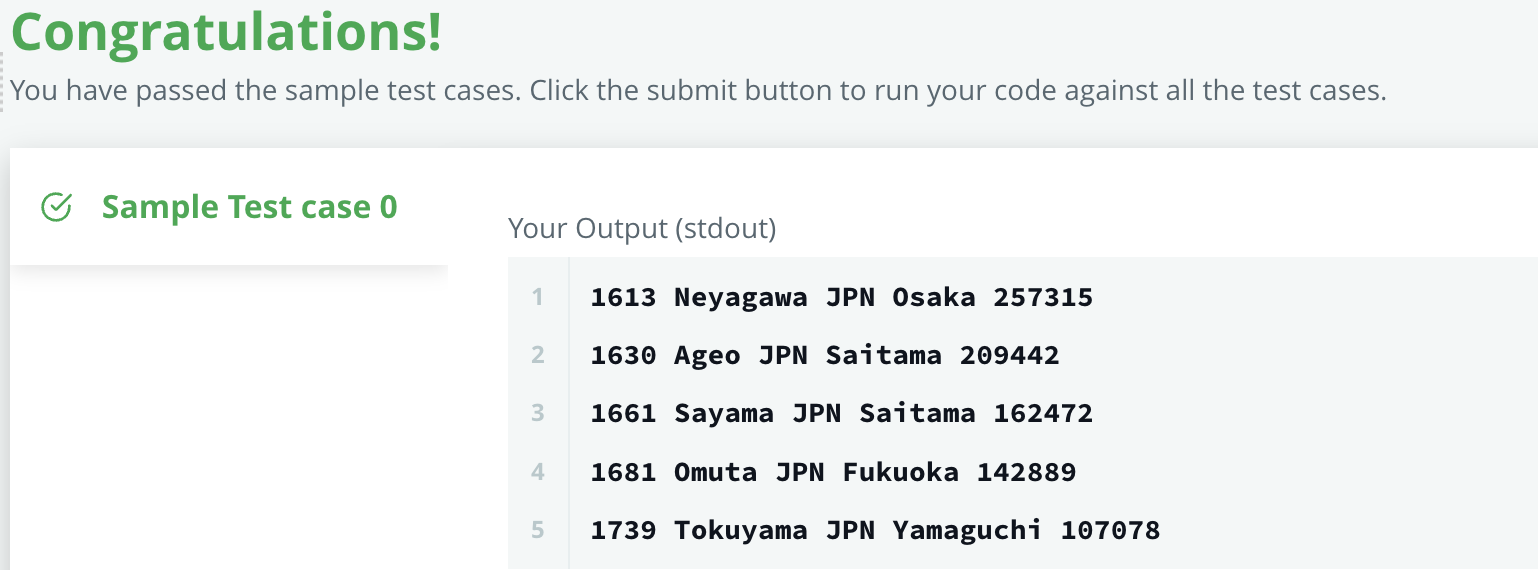 Congratulations!
You have passed the sample test cases. Click the submit button to run your code against all the test cases.
Sample Test case 0
Your Output (stdout)
1 1613 Neyagawa JPN Osaka 257315
2 1630 Ageo JPN Saitama 209442
3 1661 Sayama JPN Saitama 162472
4 1681 Omuta JPN Fukuoka 142889
5 1739 Tokuyama JPN Yamaguchi 107078